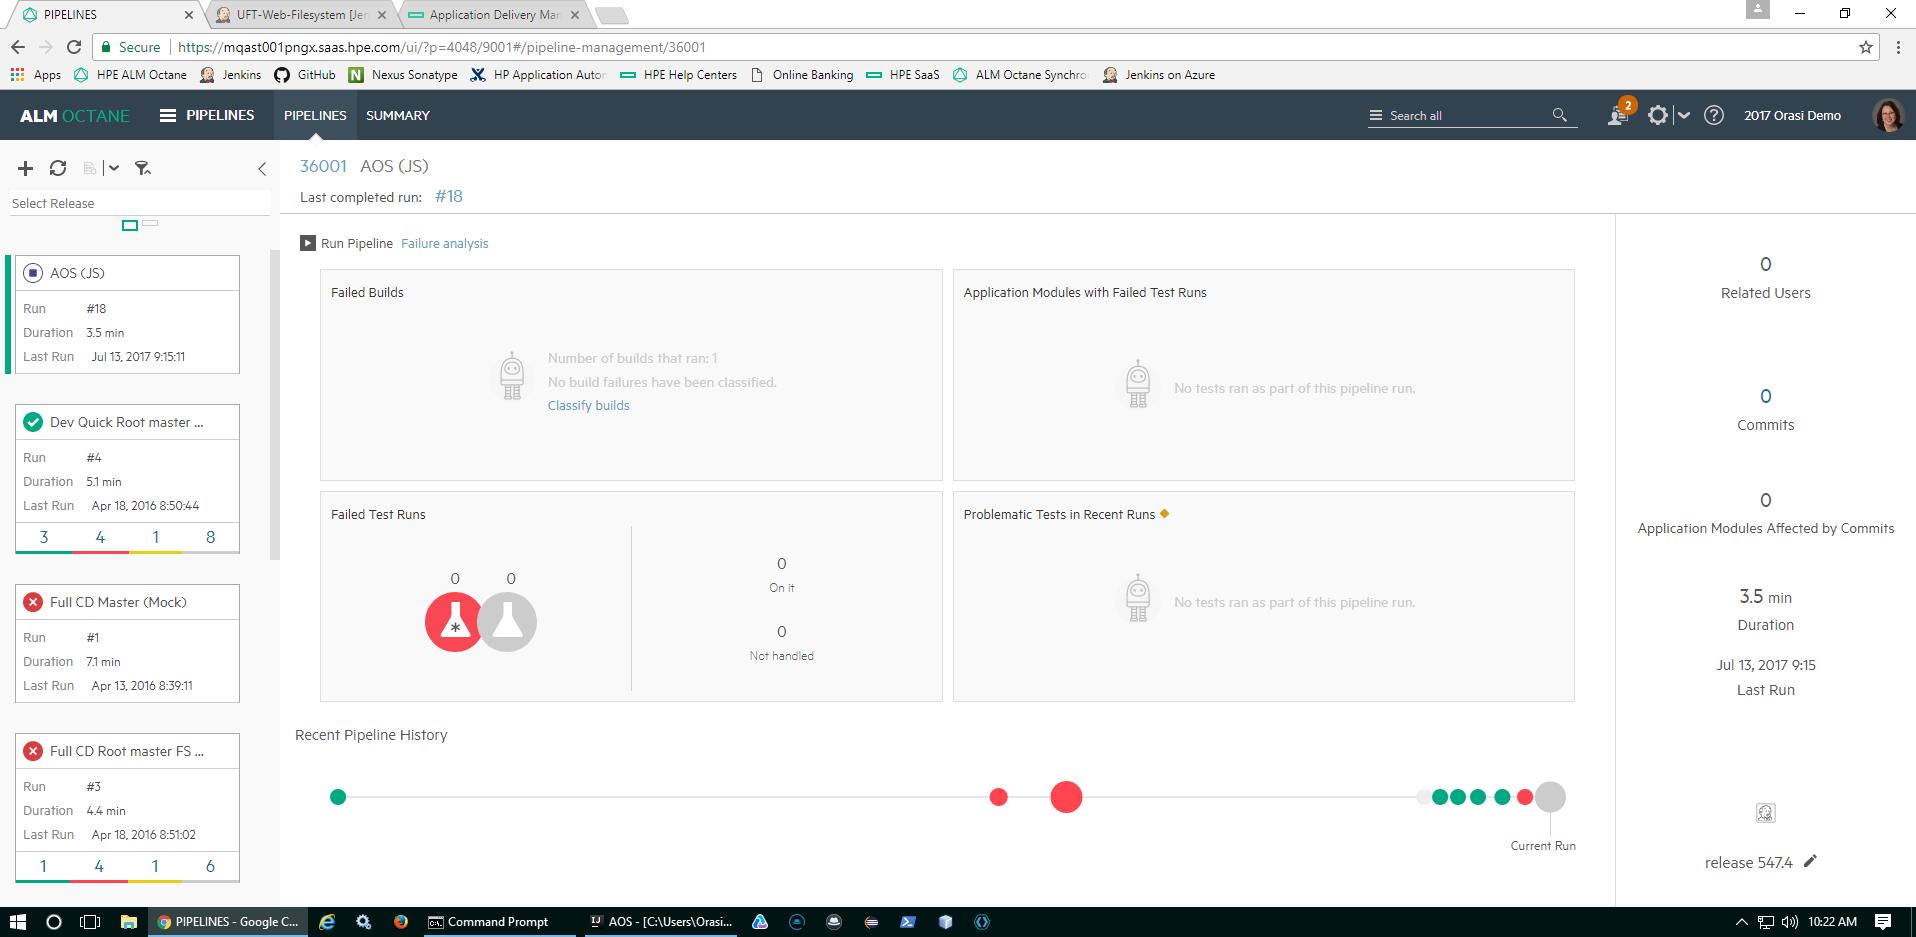 PIPELINES
UFT-Web-Filesystem [Jen
Application Delivery Man
Secure
https://mqast001pngx.saas.hpe.com/ui/?p=4048/9001#/pipeline-management/36001
Apps
HPE ALM Octane
Jenkins
GitHub
Nexus Sonatype
HP Application Auton
HPE Help Centers
Online Banking
HPE SaaS
ALM Octane Synchro
Jenkins on Azure
ALM OCTANE
PIPELINES
PIPELINES
SUMMARY
Search all
2
2017 Orasi Demo
Select Release
36001 AOS (JS)
Last completed run: #18
Run Pipeline Failure analysis
AOS (JS)
Run #18
Duration 3.5 min
Last Run Jul 13, 2017 9:15:11
Dev Quick Root master ...
Run #4
Duration 5.1 min
Last Run Apr 18, 2016 8:50:44
3 4 1 8
Full CD Master (Mock)
Run #1
Duration 7.1 min
Last Run Apr 13, 2016 8:39:11
Full CD Root master FS ...
Run #3
Duration 4.4 min
Last Run Apr 18, 2016 8:51:02
1 4 1 6
Failed Builds
Number of builds that ran: 1
No build failures have been classified.
Classify builds
Application Modules with Failed Test Runs
No tests ran as part of this pipeline run.
Failed Test Runs
0 0
0
On it
0
Not handled
Problematic Tests in Recent Runs
No tests ran as part of this pipeline run.
Recent Pipeline History
Current Run
0
Related Users
0
Commits
0
Application Modules Affected by Commits
3.5 min
Duration
Jul 13, 2017 9:15
Last Run
release 547.4
PIPELINES - Google C...
Command Prompt
AOS - [C:\Users\Orasi...
10:22 AM